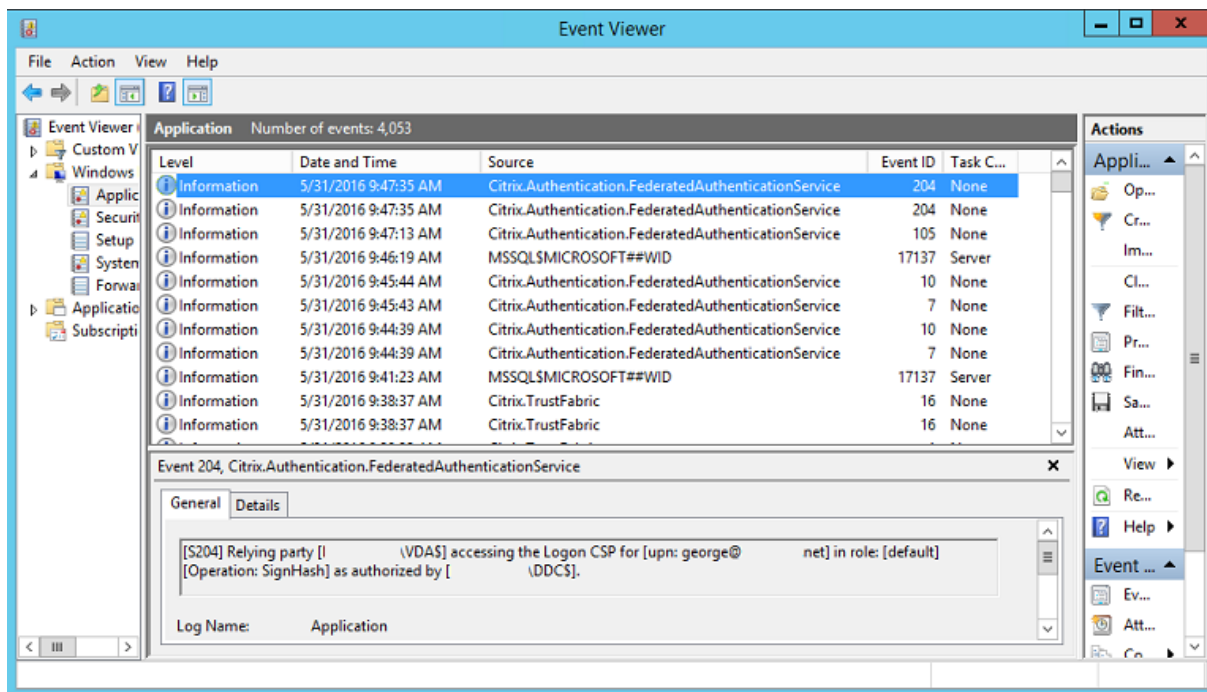 Event Viewer
File Action View Help
Event Viewer
Custom V
Windows
Applic
Securit
Setup
System
Forwar
Applicatio
Subscripti
Application Number of events: 4,053
Level Date and Time Source Event ID Task C...
Information 5/31/2016 9:47:35 AM Citrix.Authentication.FederatedAuthenticationService 204 None
Information 5/31/2016 9:47:35 AM Citrix.Authentication.FederatedAuthenticationService 204 None
Information 5/31/2016 9:47:13 AM Citrix.Authentication.FederatedAuthenticationService 105 None
Information 5/31/2016 9:46:19 AM MSSQL$MICROSOFT##WID 17137 Server
Information 5/31/2016 9:45:44 AM Citrix.Authentication.FederatedAuthenticationService 10 None
Information 5/31/2016 9:45:43 AM Citrix.Authentication.FederatedAuthenticationService 7 None
Information 5/31/2016 9:44:39 AM Citrix.Authentication.FederatedAuthenticationService 10 None
Information 5/31/2016 9:44:39 AM Citrix.Authentication.FederatedAuthenticationService 7 None
Information 5/31/2016 9:41:23 AM MSSQL$MICROSOFT##WID 17137 Server
Information 5/31/2016 9:38:37 AM Citrix.TrustFabric 16 None
Information 5/31/2016 9:38:37 AM Citrix.TrustFabric 16 None
Event 204, Citrix.Authentication.FederatedAuthenticationService
General Details
[S204] Relying party [I \VDA$] accessing the Logon CSP for [upn: george@ net] in role: [default]
[Operation: SignHash] as authorized by [ \DDC$].
Log Name: Application
Actions
Appli...
Op...
Cr...
Im...
Cl...
Filt...
Pr...
Fin...
Sa...
Att...
View
Re...
Help
Event ...
Ev...
Att...
Co...